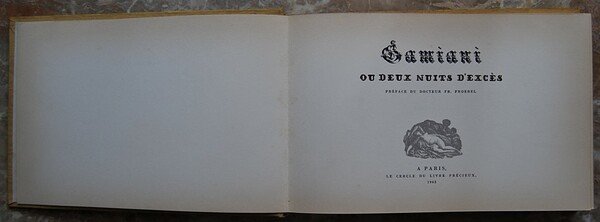 Gamiani
OU DEUX NUITS D'EXCÈS
PRÉFACE DU DOCTEUR FR. FROEBEL
A PARIS,
LE CERCLE DU LIVRE PRÉCIEUX,